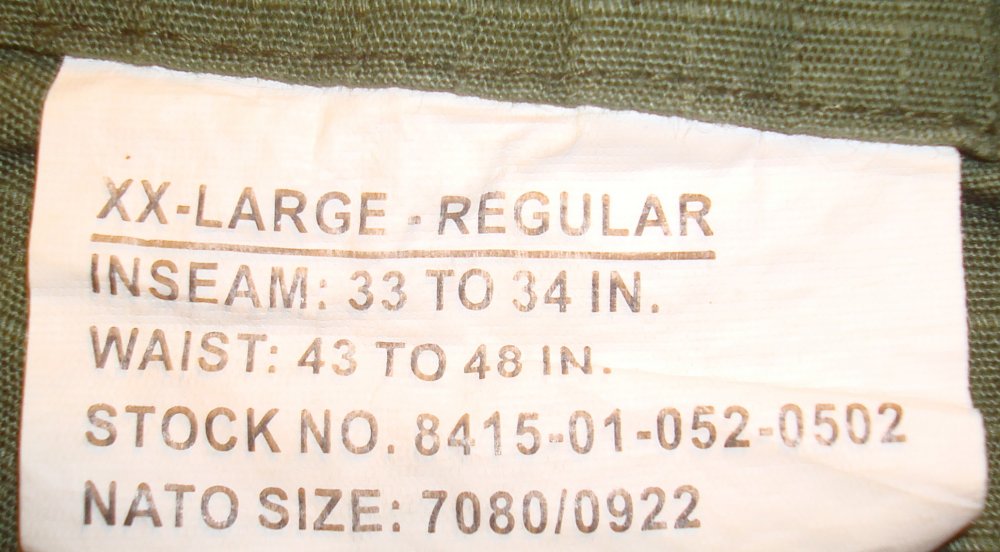 XX-LARGE - REGULAR
INSEAM: 33 TO 34 IN.
WAIST: 43 TO 48 IN.
STOCK NO. 8415-01-052-0502
NATO SIZE: 7080/0922